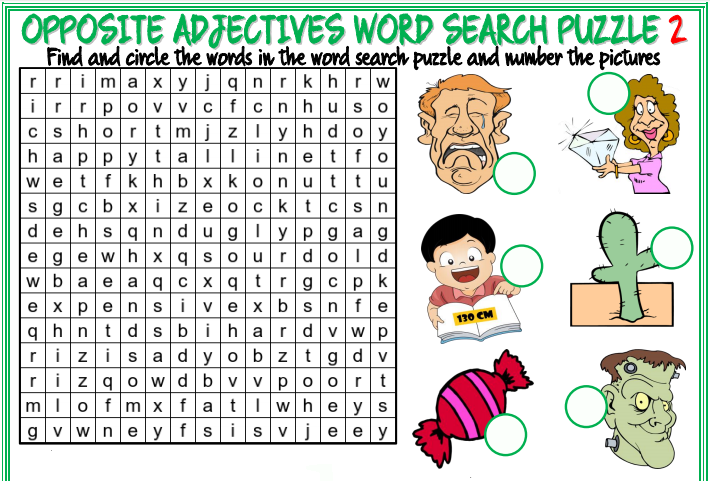 OPPOSITE ADJECTIVES WORD SEARCH PUZZLE 2
Find and circle the words in the word search puzzle and number the pictures
r r i m a x y j q n r k h r w
i r r p o v v c f c n h u s o
c s h o r t m j z l y h d o y
h a p p y t a l l i n e t f o
w e t f k h b x k o n u t t u
s g c b x i z e o c k t c s n
d e h s q n d u g l y p g a g
e g e w h x q s o u r d o l d
w b a e a q c x q t r g c p k
e x p e n s i v e x b s n f e
q h n t d s b i h a r d v w p
r i z i s a d y o b z t g d v
r i z q o w d b v v p o o r t
m l o f m x f a t l w h e y s
g v w n e y f s i s v j e e y
130 CM